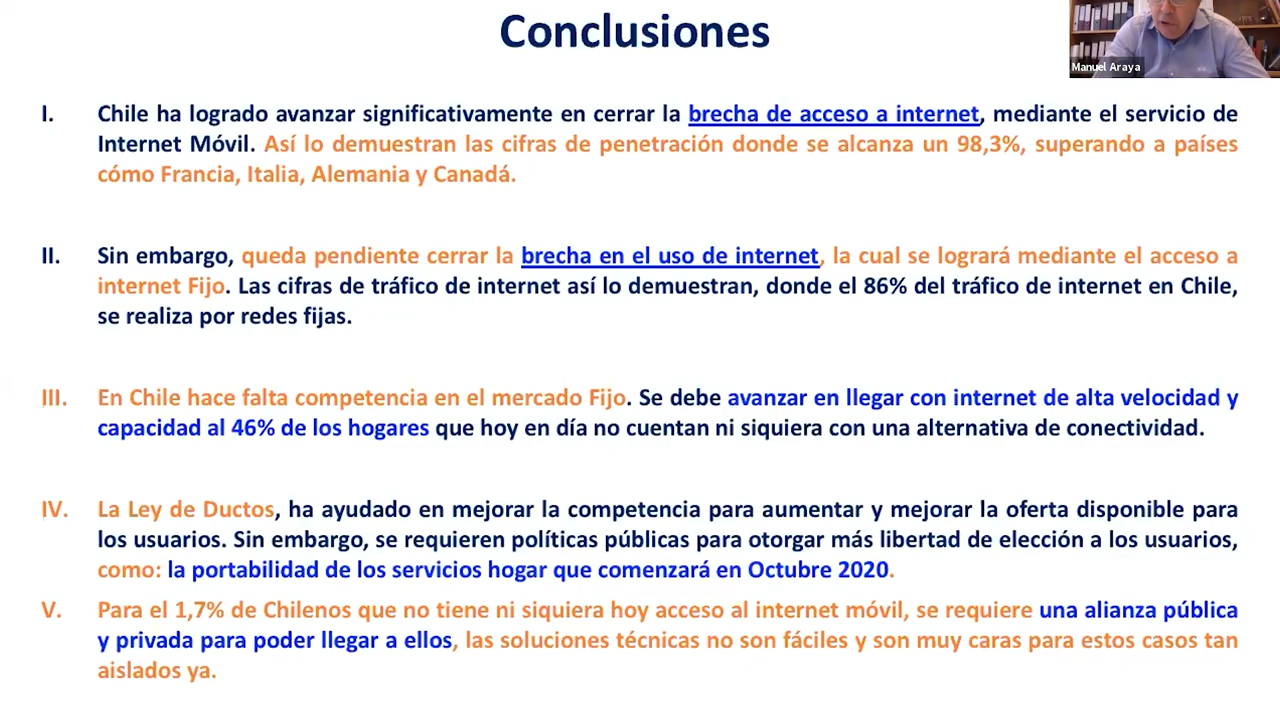 Conclusiones
Manuel Araya
I. Chile ha logrado avanzar significativamente en cerrar la brecha de acceso a internet, mediante el servicio de
Internet Móvil. Así lo demuestran las cifras de penetración donde se alcanza un 98,3%, superando a países
cómo Francia, Italia, Alemania y Canadá.
II. Sin embargo, queda pendiente cerrar la brecha en el uso de internet, la cual se logrará mediante el acceso a
internet Fijo. Las cifras de tráfico de internet así lo demuestran, donde el 86% del tráfico de internet en Chile,
se realiza por redes fijas.
III. En Chile hace falta competencia en el mercado Fijo. Se debe avanzar en llegar con internet de alta velocidad y
capacidad al 46% de los hogares que hoy en día no cuentan ni siquiera con una alternativa de conectividad.
IV. La Ley de Ductos, ha ayudado en mejorar la competencia para aumentar y mejorar la oferta disponible para
los usuarios. Sin embargo, se requieren políticas públicas para otorgar más libertad de elección a los usuarios,
como: la portabilidad de los servicios hogar que comenzará en Octubre 2020.
V. Para el 1,7% de Chilenos que no tiene ni siquiera hoy acceso al internet móvil, se requiere una alianza pública
y privada para poder llegar a ellos, las soluciones técnicas no son fáciles y son muy caras para estos casos tan
aislados ya.